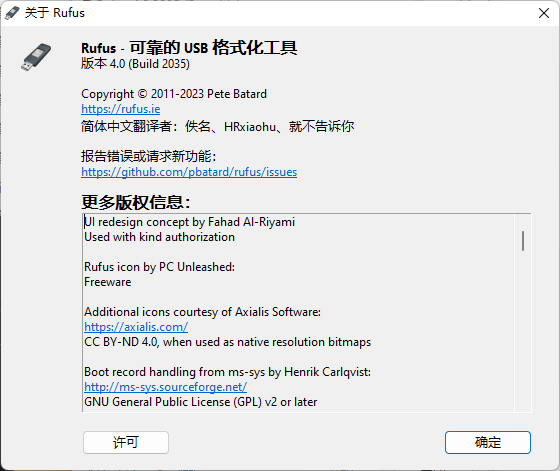 关于 Rufus
Rufus - 可靠的 USB 格式化工具
版本 4.0 (Build 2035)
Copyright © 2011-2023 Pete Batard
https://rufus.ie
简体中文翻译者：佚名、HRxiaohu、就不告诉你
报告错误或请求新功能：
https://github.com/pbatard/rufus/issues
更多版权信息：
UI redesign concept by Fahad Al-Riyami
Used with kind authorization
Rufus icon by PC Unleashed:
Freeware
Additional icons courtesy of Axialis Software:
https://axialis.com/
CC BY-ND 4.0, when used as native resolution bitmaps
Boot record handling from ms-sys by Henrik Carlqvist:
http://ms-sys.sourceforge.net/
GNU General Public License (GPL) v2 or later
许可
确定